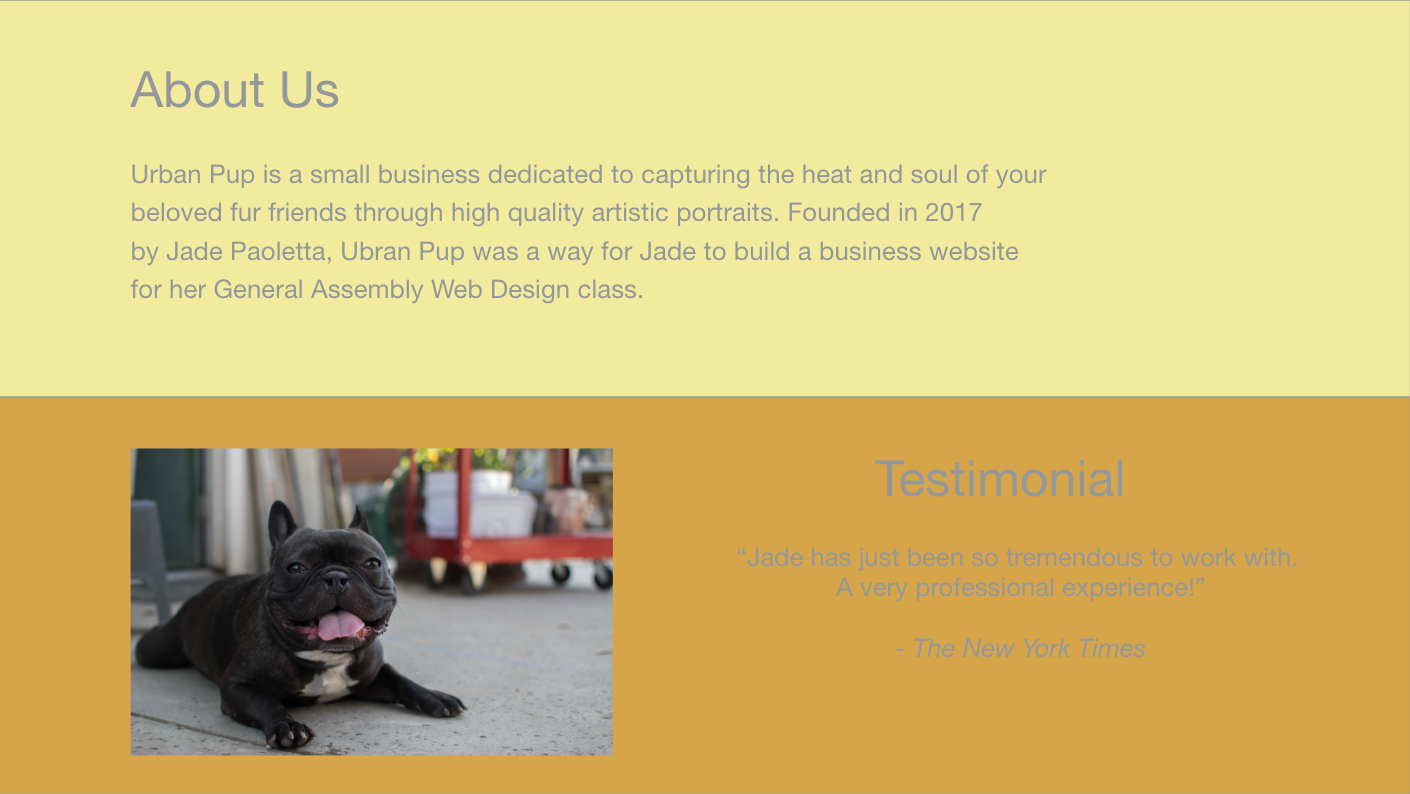 About Us
Urban Pup is a small business dedicated to capturing the heat and soul of your
beloved fur friends through high quality artistic portraits. Founded in 2017
by Jade Paoletta, Ubran Pup was a way for Jade to build a business website
for her General Assembly Web Design class.
Testimonial
“Jade has just been so tremendous to work with.
A very professional experience!”
- The New York Times